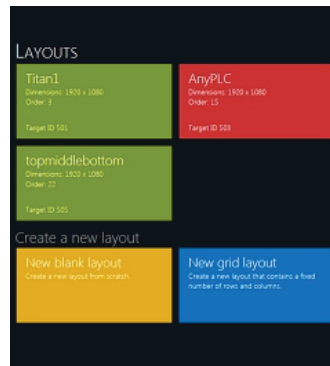 LAYOUTS
Titan1
Dimensions: 1920 x 1080
Order: 3
Target ID 501
AnyPLC
Dimensions: 1920 x 1080
Order: 15
Target ID 503
topmiddlebottom
Dimensions: 1920 x 1080
Order: 22
Target ID 505
Create a new layout
New blank layout
Create a new layout from scratch
New grid layout
Create a new layout that contains a fixed
number of rows and columns.